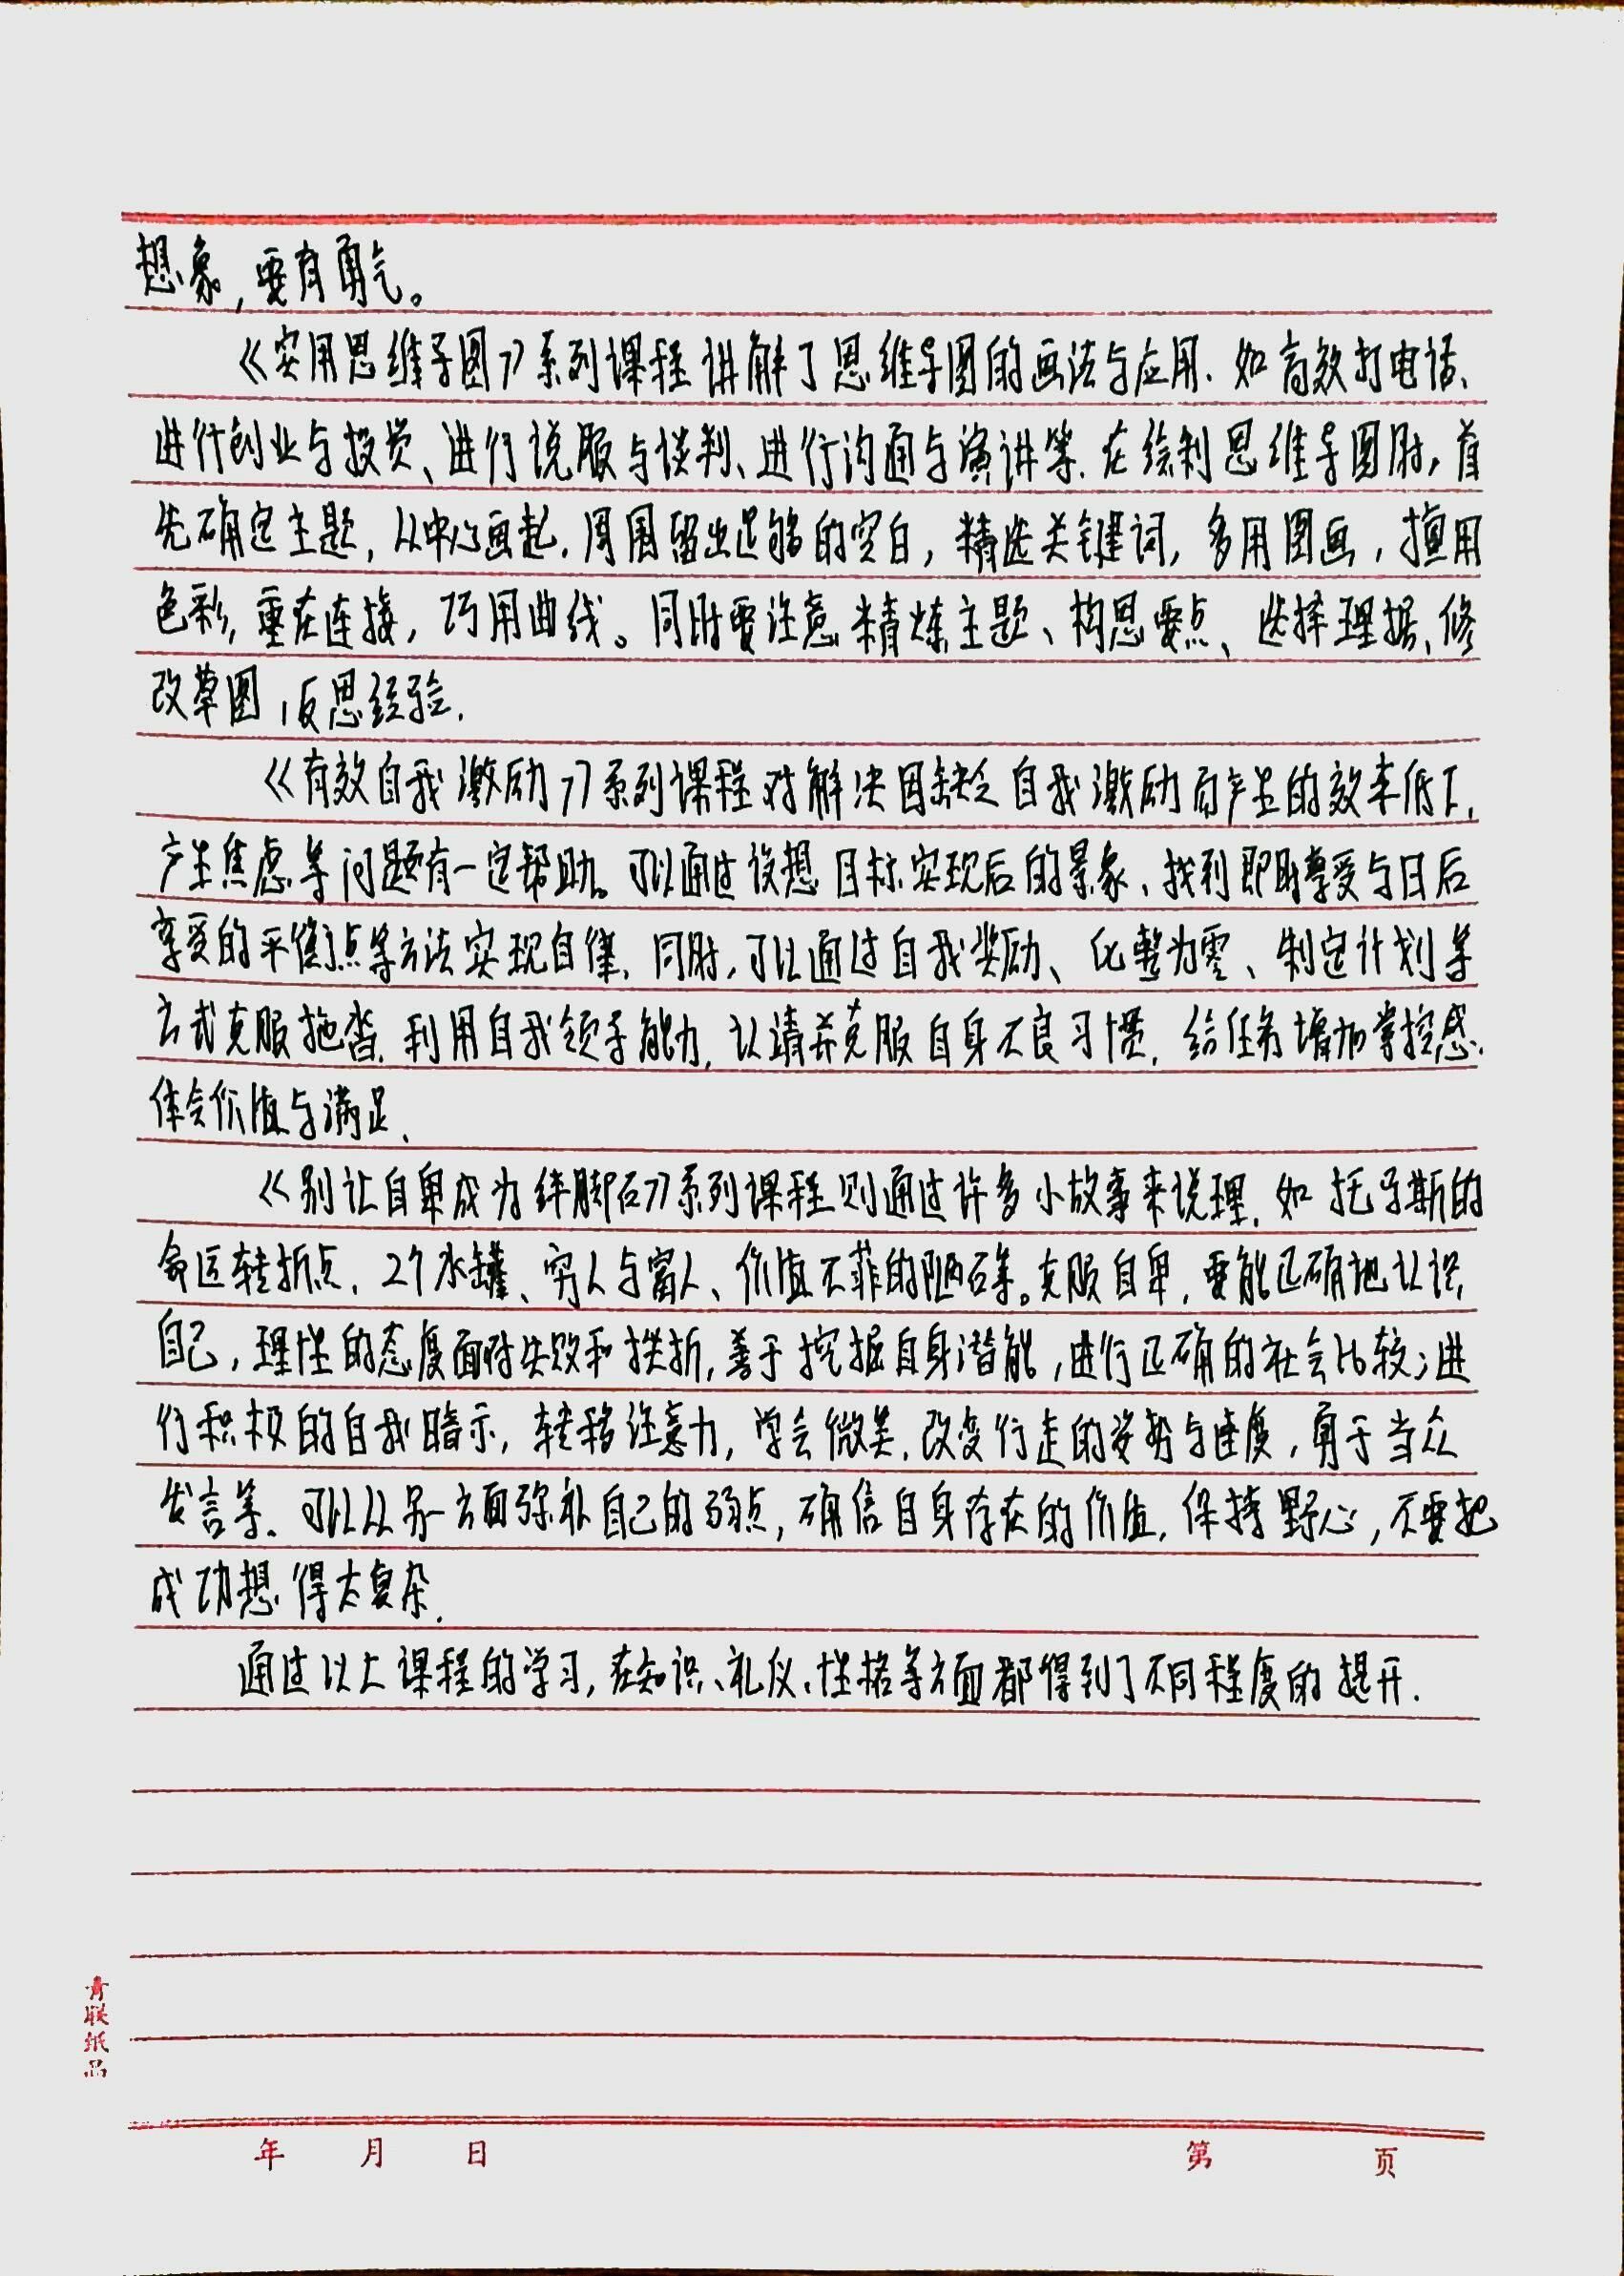 想象，要有勇气。
《实用思维导图》系列课程讲解了思维导图的画法与应用.如高效打电话、
进行创业与投资、进行说服与谈判、进行沟通与演讲等.在绘制思维导图时，首
先确定主题，从中心画起.周围留出足够的空白，精选关键词，多用图画，擅用
色彩，重在连接，巧用曲线。同时要注意精炼主题、构思要点、选择理据、修
改草图，反思经验.
《有效自我激励》系列课程对解决因缺乏自我激励而产生的效率低下.
产生焦虑等问题有一定帮助。可以通过设想目标实现后的景象、找到即时享受与日后
享受的平衡点等方法实现自律.同时，可以通过自我奖励、化整为零、制定计划等
方式克服拖沓.利用自我领导能力，认请并克服自身不良习惯，给任务增加掌控感.
体会价值与满足.
《别让自卑成为绊脚石》系列课程则通过许多小故事来说理.如托马斯的
命运转折点、2个水罐、穷人与富人、价值不菲的陋石等。克服自卑，要能正确地认识
自己，理性的态度面对失败和挫折，善于挖掘自身潜能，进行正确的社会比较；进
行积极的自我暗示，转移注意力，学会微笑.改变行走的姿势与速度，勇于当众
发言等.可以从另一方面弥补自己的弱点，确信自身存在的价值.保持野心，不要把
成功想得太复杂.
通过以上课程的学习，在知识、礼仪、性格等方面都得到了不同程度的提升.
青联纸品
年 月 日 第 页